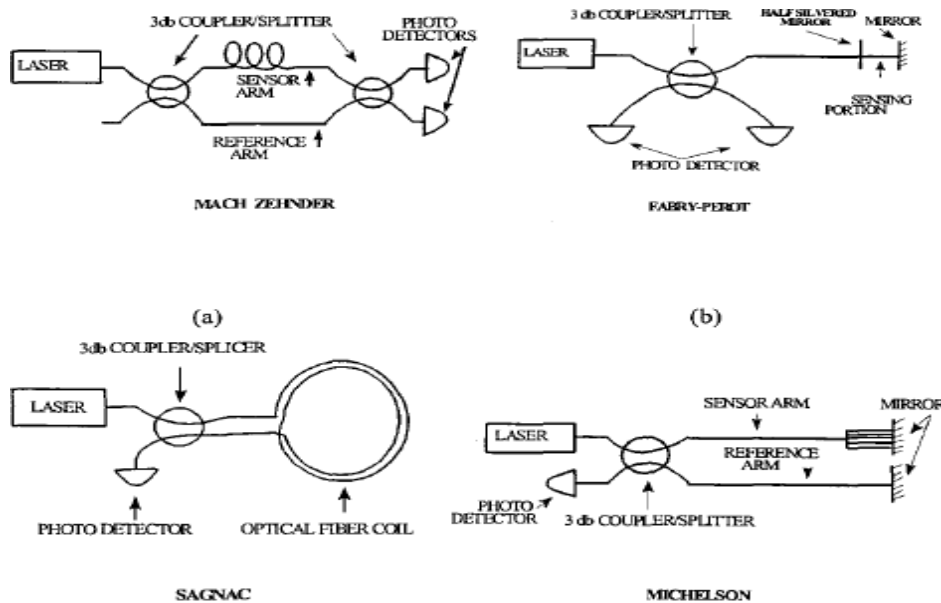 3db COUPLER/SPLITTER
PHOTO
DETECTORS
LASER
SENSOR
ARM
REFERENCE
ARM
MACH ZEHNDER
3 db COUPLER/SPLITTER
HALF SILVERED
MIRROR
MIRROR
LASER
SENSING
PORTION
PHOTO DETECTOR
FABRY-PEROT
(a)
(b)
3db COUPLER/SPLICER
LASER
PHOTO DETECTOR
OPTICAL FIBER COIL
SAGNAC
SENSOR ARM
MIRROR
LASER
REFERENCE
ARM
PHOTO
DETECTOR
3 db COUPLER/SPLITTER
MICHELSON